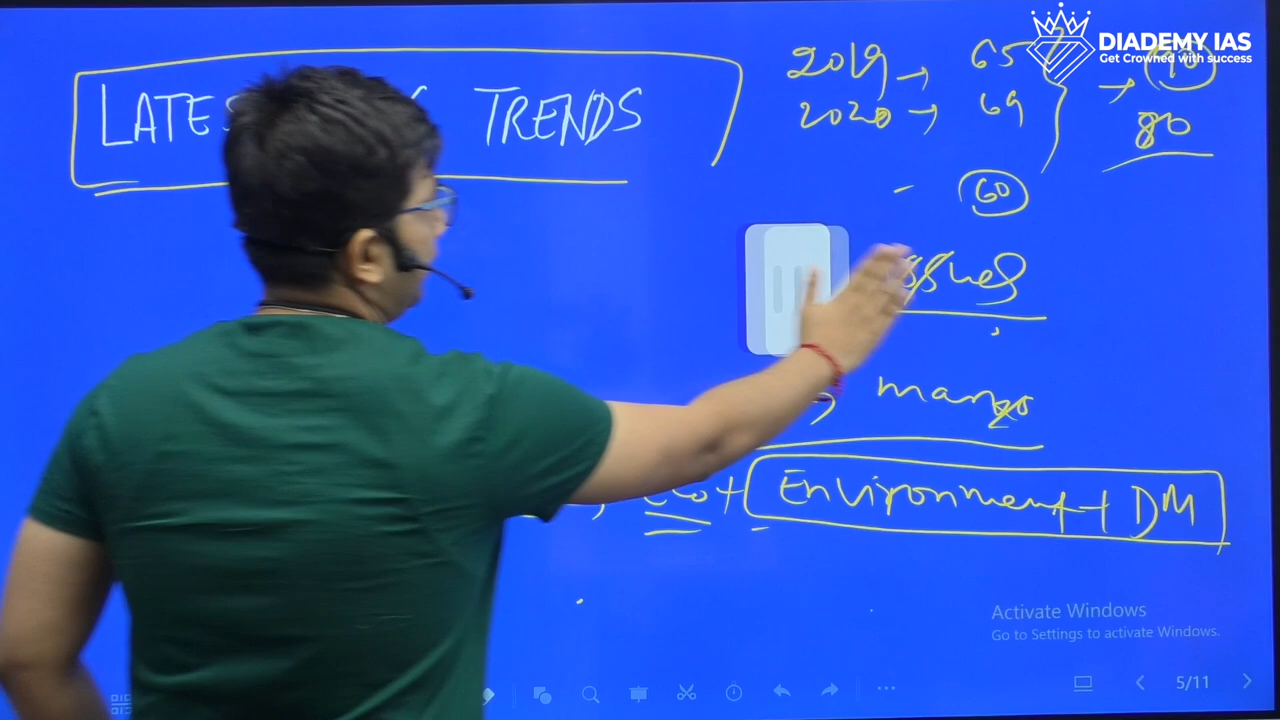 DIADEMY IAS
Get Crowned with success
LATES TRENDS
2019 → 65
2020 → 69
→ 90
80
- 60
ssues
mango
+ Environment + DM
Activate Windows
Go to Settings to activate Windows.
5/11